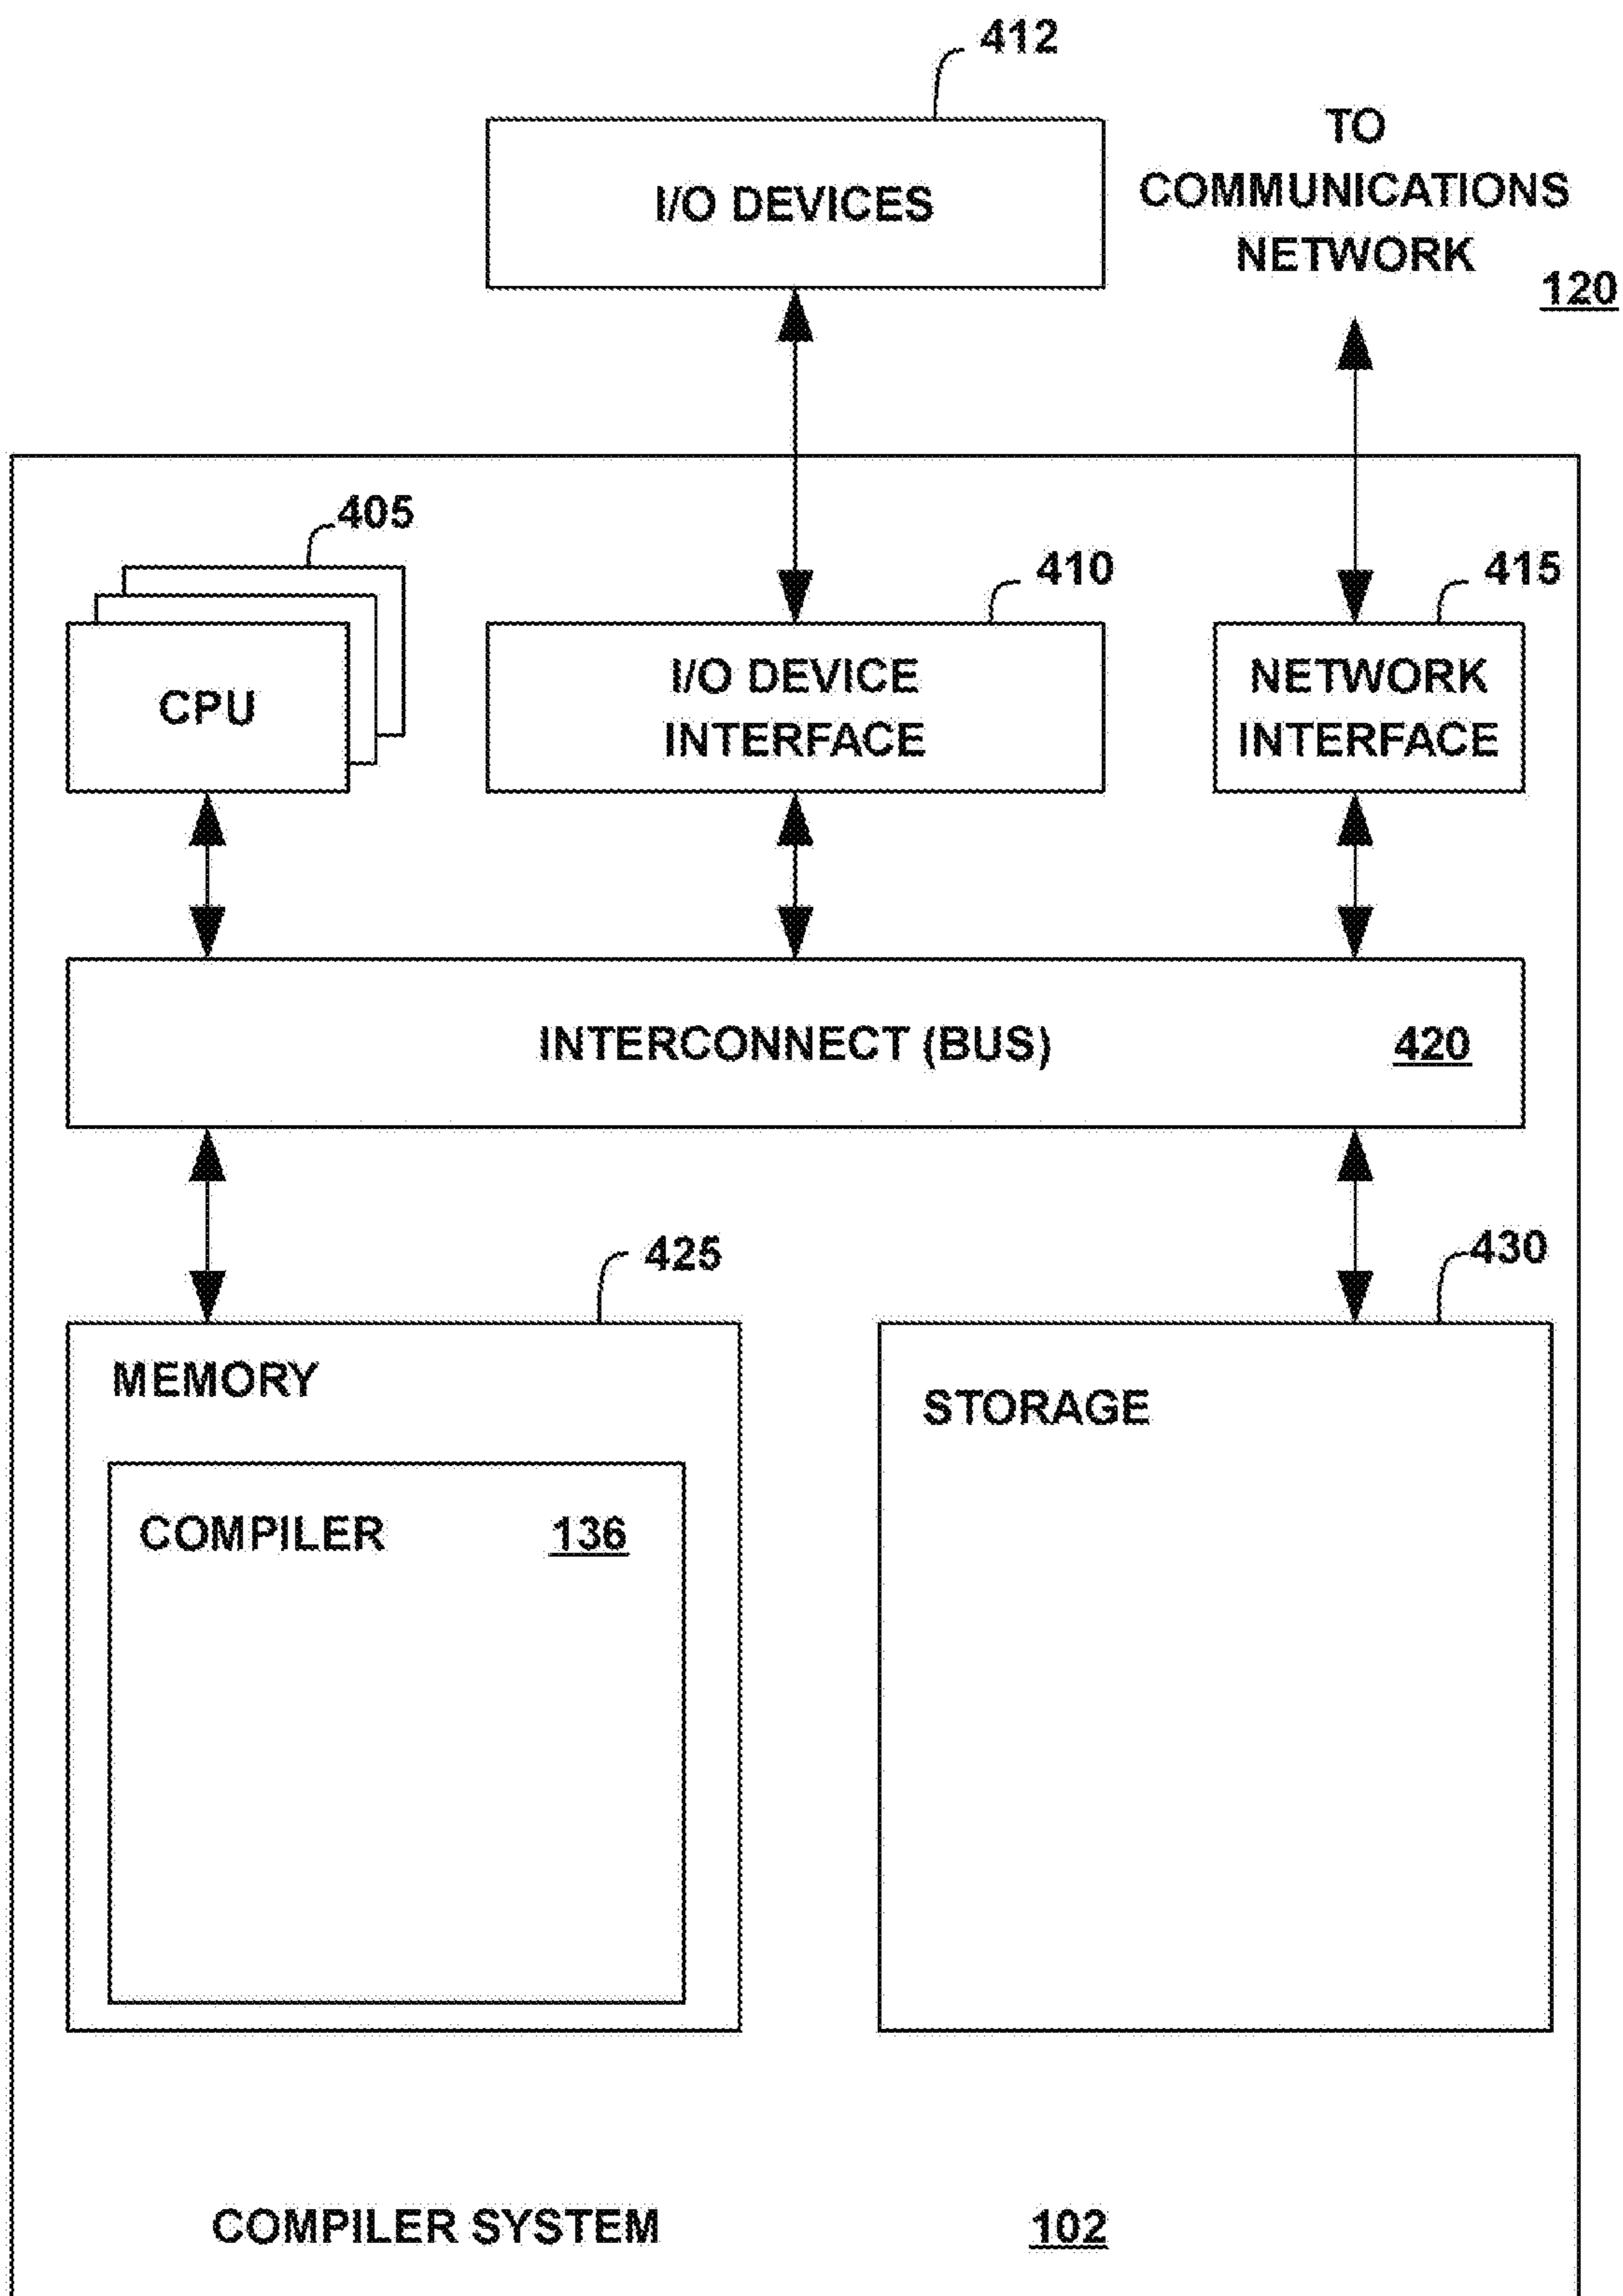 412
I/O DEVICES
TO
COMMUNICATIONS
NETWORK
120
405
CPU
410
I/O DEVICE
INTERFACE
415
NETWORK
INTERFACE
INTERCONNECT (BUS) 420
425
MEMORY
COMPILER 136
430
STORAGE
COMPILER SYSTEM 102